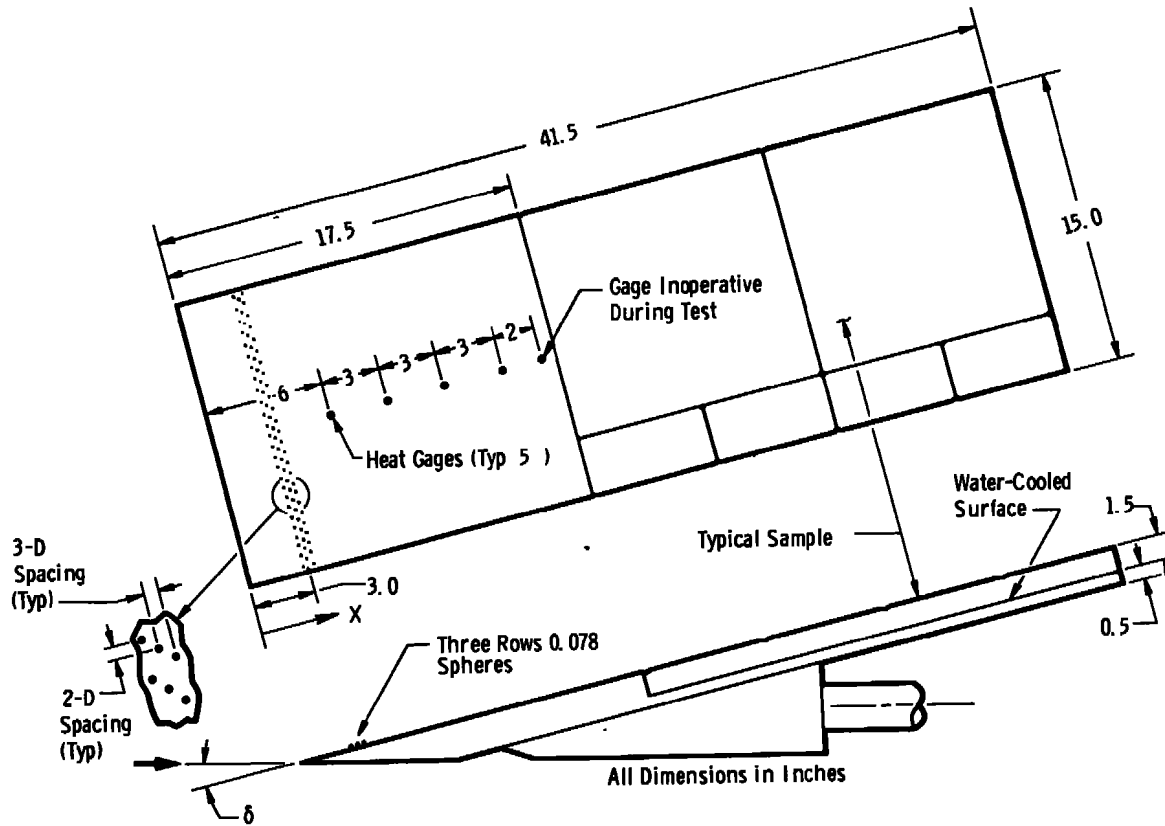 41.5
17.5
15.0
Gage Inoperative
During Test
6
3
3
3
2
Heat Gages (Typ 5 )
Water-Cooled
Surface
1.5
Typical Sample
3-D
Spacing
(Typ)
3.0
X
0.5
Three Rows 0.078
Spheres
2-D
Spacing
(Typ)
All Dimensions in Inches
δ